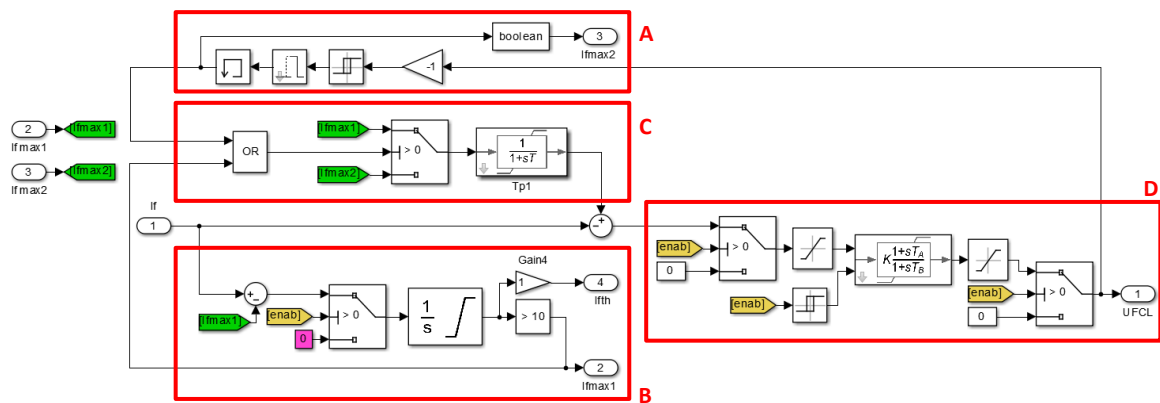 A
boolean
3
Ifmax2
-1
2
[Ifmax1]
Ifmax1
3
[Ifmax2]
Ifmax2
C
OR
[Ifmax1]
> 0
[Ifmax2]
1
1+sT
Tp1
If
1
− +
D
[enab]
> 0
0
[enab]
K 1+sTA
1+sTB
[enab]
> 0
0
1
UFCL
B
+ −
[Ifmax1]
[enab]
> 0
0
1
s
Gain4
1
4
Ifth
> 10
2
Ifmax1